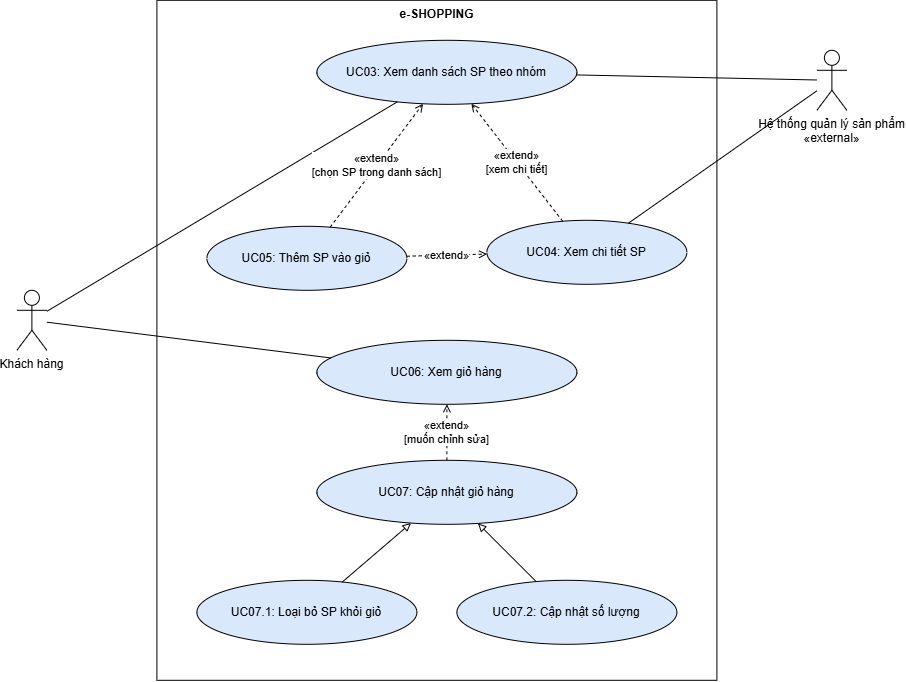 e-SHOPPING
UC03: Xem danh sách SP theo nhóm
Hệ thống quản lý sản phẩm
«external»
«extend»
[chọn SP trong danh sách]
«extend»
[xem chi tiết]
UC05: Thêm SP vào giỏ
«extend»
UC04: Xem chi tiết SP
Khách hàng
UC06: Xem giỏ hàng
«extend»
[muốn chỉnh sửa]
UC07: Cập nhật giỏ hàng
UC07.1: Loại bỏ SP khỏi giỏ
UC07.2: Cập nhật số lượng